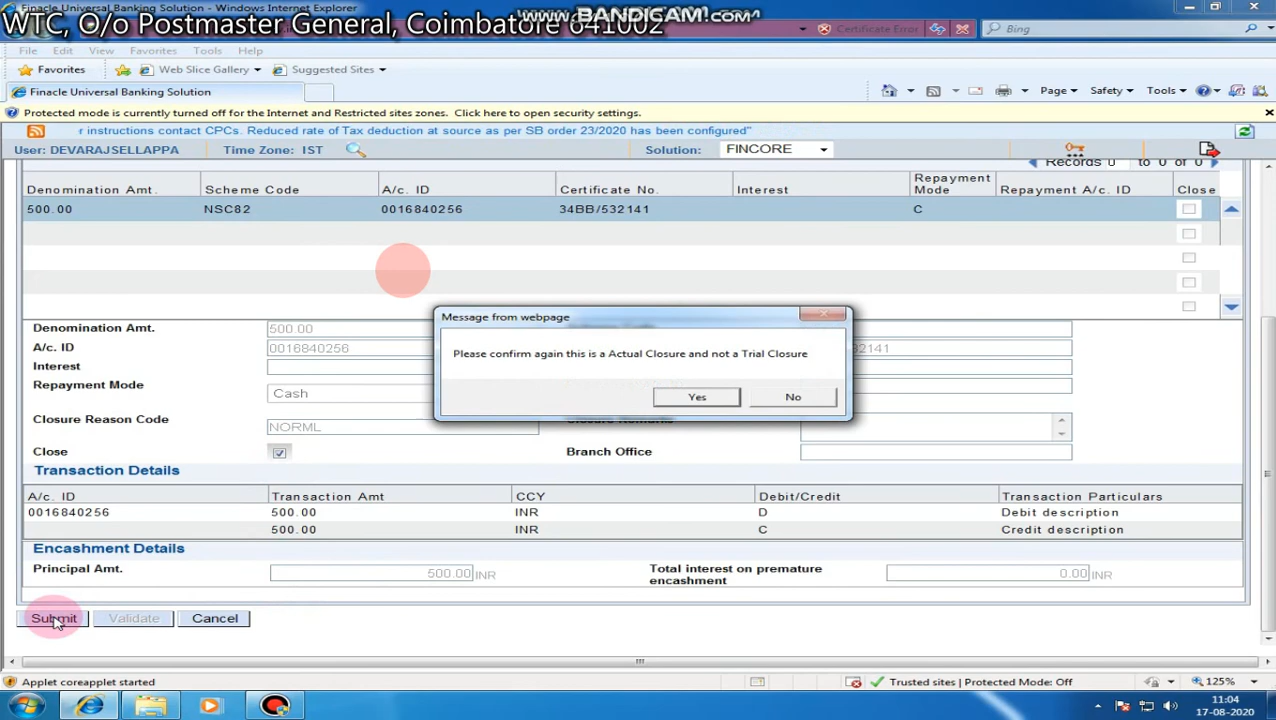 Finacle Universal Banking Solution - Windows Internet Explorer
www.BANDICAM.com
WTC, O/o Postmaster General, Coimbatore 641002
Certificate Error
Bing
File Edit View Favorites Tools Help
Favorites Web Slice Gallery Suggested Sites
Finacle Universal Banking Solution
Page Safety Tools
Protected mode is currently turned off for the Internet and Restricted sites zones. Click here to open security settings.
r instructions contact CPCs. Reduced rate of Tax deduction at source as per SB order 23/2020 has been configured"
User: DEVARAJSELLAPPA Time Zone: IST Solution: FINCORE
Records 0 to 0 of 0
Denomination Amt. Scheme Code A/c. ID Certificate No. Interest Repayment Mode Repayment A/c. ID Close
500.00 NSC82 0016840256 34BB/532141 C
Message from webpage
Please confirm again this is a Actual Closure and not a Trial Closure
Yes No
Denomination Amt. 500.00
A/c. ID 0016840256 32141
Interest
Repayment Mode Cash
Closure Reason Code NORML Closure Remarks
Close Branch Office
Transaction Details
A/c. ID Transaction Amt CCY Debit/Credit Transaction Particulars
0016840256 500.00 INR D Debit description
500.00 INR C Credit description
Encashment Details
Principal Amt. 500.00 INR Total interest on premature encashment 0.00 INR
Submit Validate Cancel
Applet coreapplet started Trusted sites | Protected Mode: Off 125%
11:04
17-08-2020